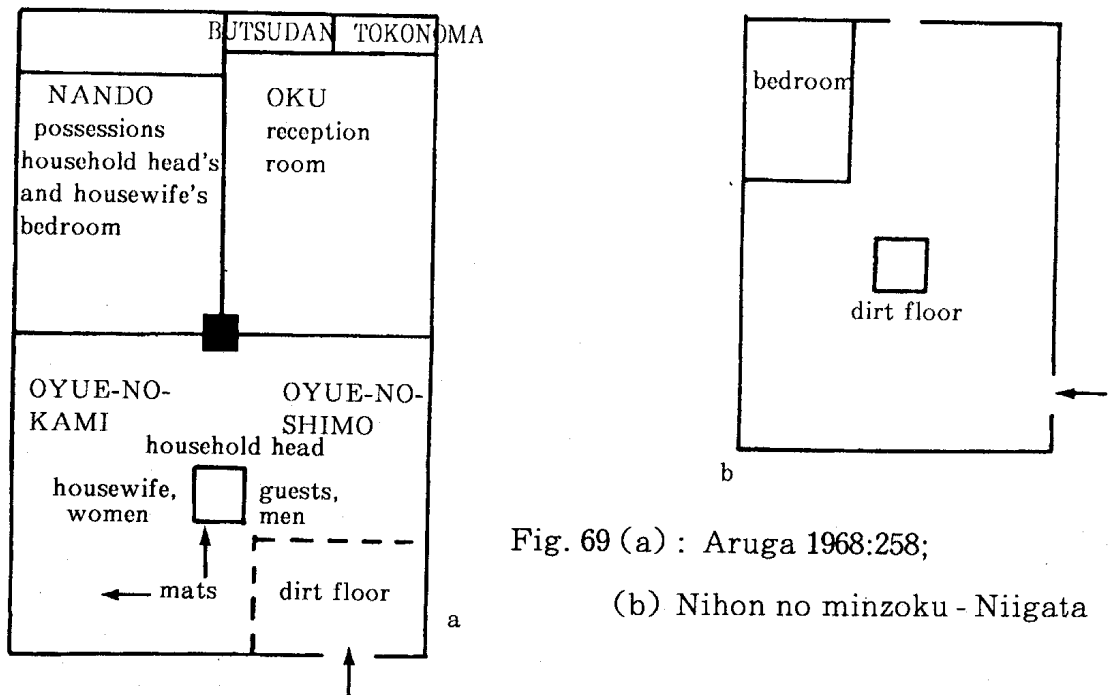 BUTSUDAN TOKONOMA
NANDO
possessions
household head's
and housewife's
bedroom
OKU
reception
room
OYUE-NO-
KAMI
OYUE-NO-
SHIMO
household head
housewife,
women
guests,
men
mats
dirt floor
a
bedroom
dirt floor
b
Fig. 69 (a) : Aruga 1968:258;
(b) Nihon no minzoku - Niigata